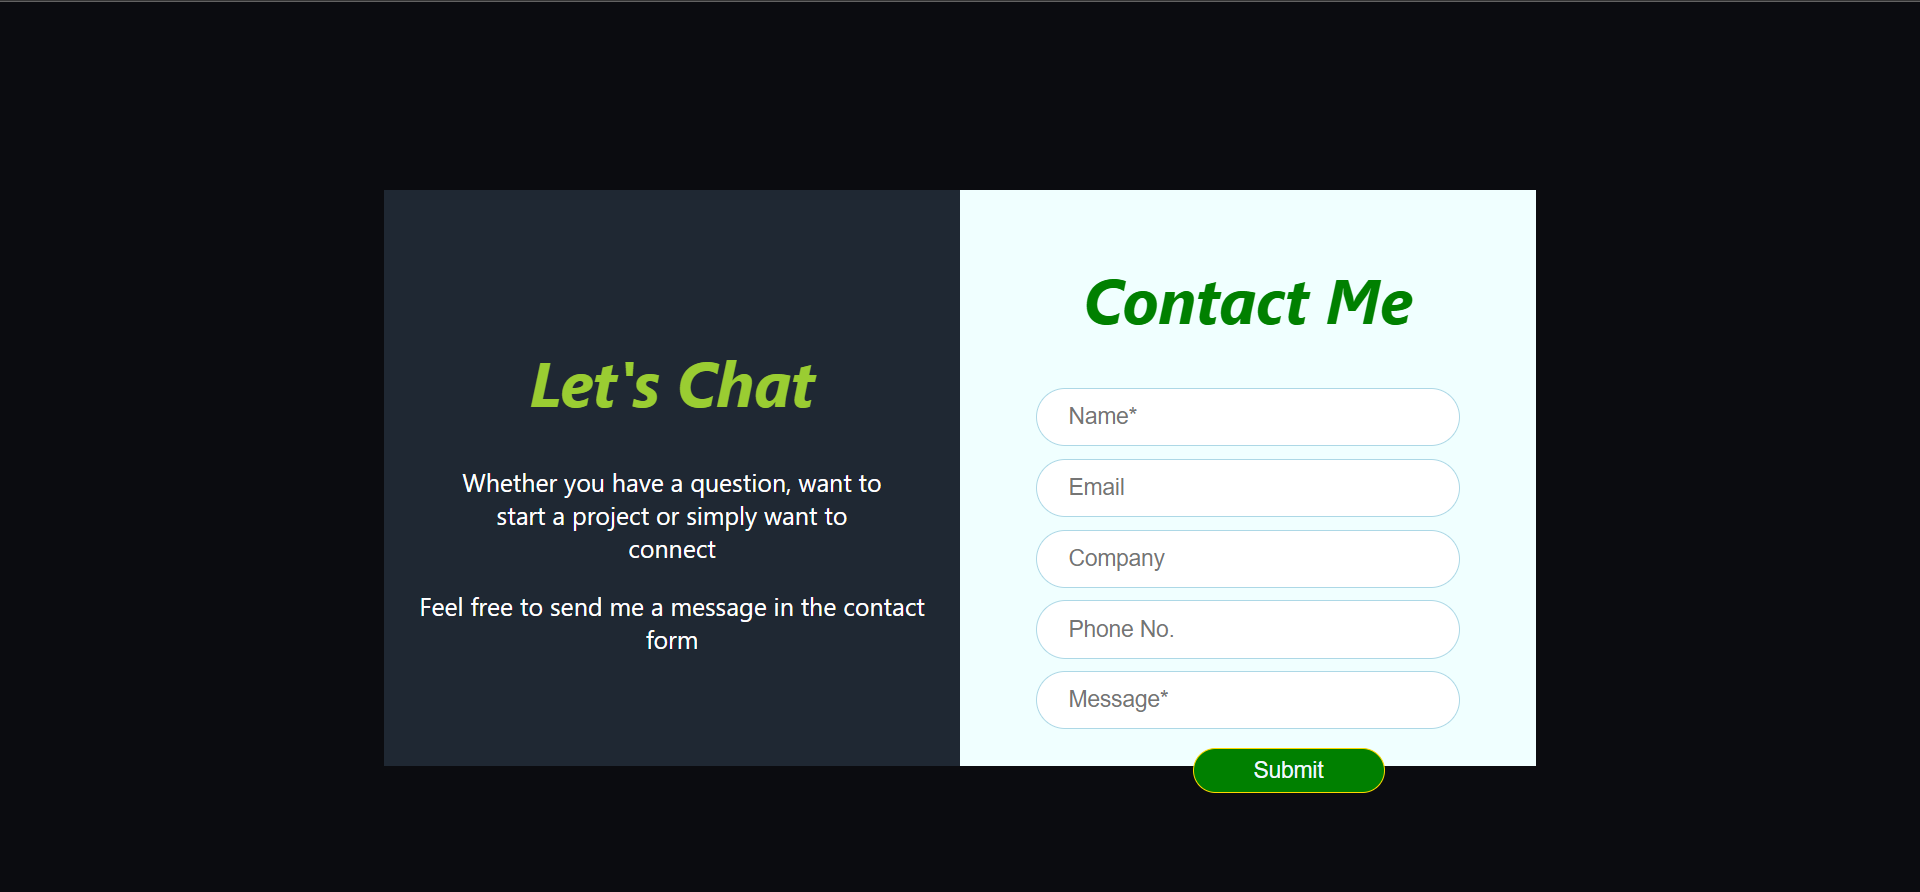 Let's Chat
Whether you have a question, want to
start a project or simply want to
connect
Feel free to send me a message in the contact
form
Contact Me
Name*
Email
Company
Phone No.
Message*
Submit